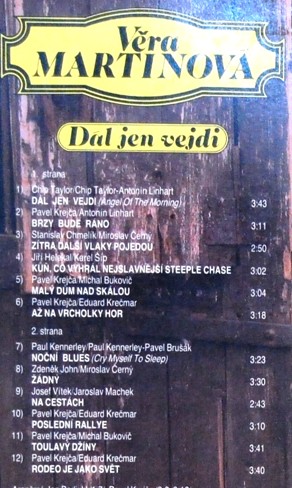 Věra
MARTINOVÁ
Dál jen vejdi
1. strana
1) Chip Taylor/Chip Taylor-Antonín Linhart
DÁL JEN VEJDI (Angel Of The Morning) 3:43
2) Pavel Krejča/Antonín Linhart
BRZY BUDE RÁNO 3:11
3) Stanislav Chmelík/Miroslav Černý
ZÍTRA DALŠÍ VLAKY POJEDOU 2:50
4) Jiří Helekal/Karel Šíp
KŮŇ, CO VYHRÁL NEJSLAVNĚJŠÍ STEEPLE CHASE 3:02
5) Pavel Krejča/Michal Bukovič
MALÝ DŮM NAD SKÁLOU 3:04
6) Pavel Krejča/Eduard Krečmar
AŽ NA VRCHOLKY HOR 3:18
2. strana
7) Paul Kennerley/Paul Kennerley-Pavel Brušák
NOČNÍ BLUES (Cry Myself To Sleep) 3:23
8) Zdeněk John/Miroslav Černý
ŽÁDNÝ 3:30
9) Josef Vítek/Jaroslav Machek
NA CESTÁCH 2:43
10) Pavel Krejča/Eduard Krečmar
POSLEDNÍ RALLYE 3:10
11) Pavel Krejča/Michal Bukovič
TOULAVÝ DŽÍNY 3:41
12) Pavel Krejča/Eduard Krečmar
RODEO JE JAKO SVĚT 3:40